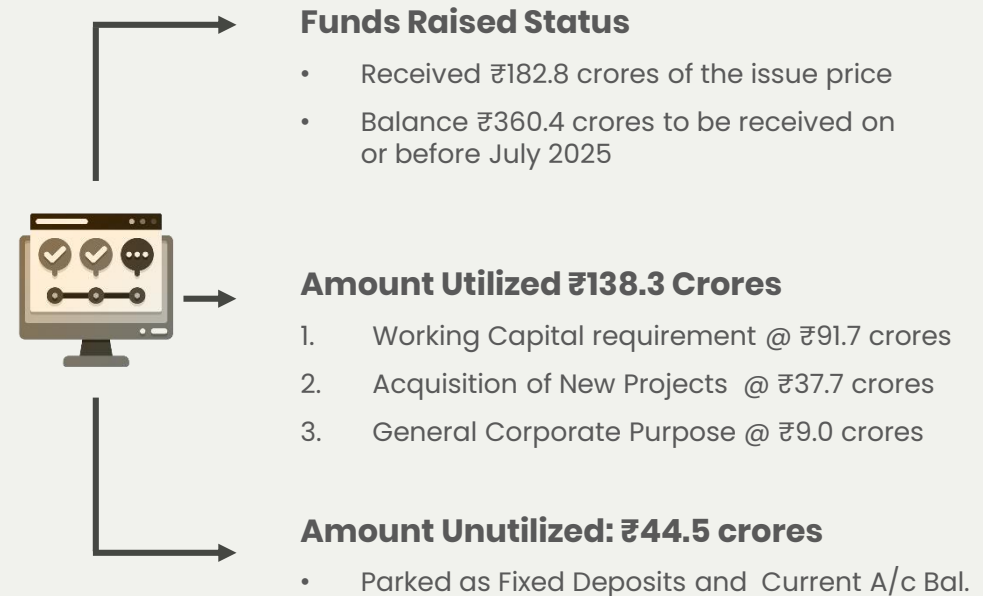 Funds Raised Status
• Received ₹182.8 crores of the issue price
• Balance ₹360.4 crores to be received on
or before July 2025
Amount Utilized ₹138.3 Crores
1. Working Capital requirement @ ₹91.7 crores
2. Acquisition of New Projects @ ₹37.7 crores
3. General Corporate Purpose @ ₹9.0 crores
Amount Unutilized: ₹44.5 crores
• Parked as Fixed Deposits and Current A/c Bal.